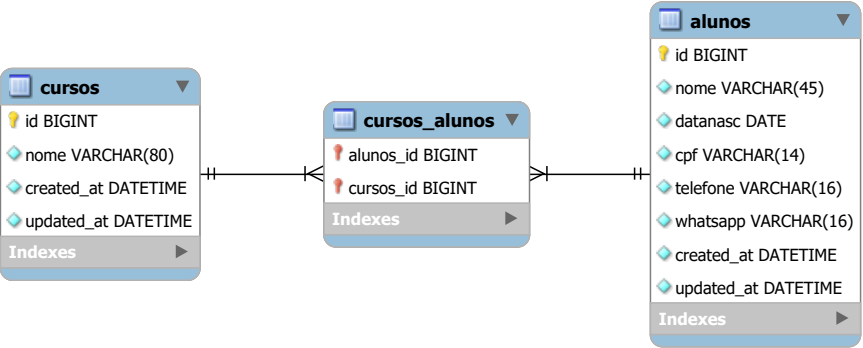 cursos
id BIGINT
nome VARCHAR(80)
created_at DATETIME
updated_at DATETIME
Indexes
cursos_alunos
alunos_id BIGINT
cursos_id BIGINT
Indexes
alunos
id BIGINT
nome VARCHAR(45)
datanasc DATE
cpf VARCHAR(14)
telefone VARCHAR(16)
whatsapp VARCHAR(16)
created_at DATETIME
updated_at DATETIME
Indexes